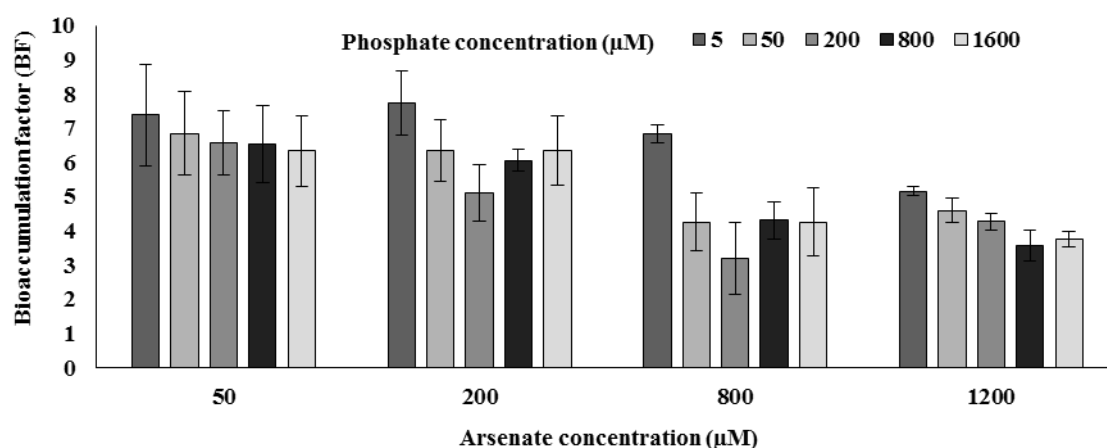 Phosphate concentration (µM) 5 50 200 800 1600
Bioaccumulation factor (BF)
10
9
8
7
6
5
4
3
2
1
0
50 200 800 1200
Arsenate concentration (µM)